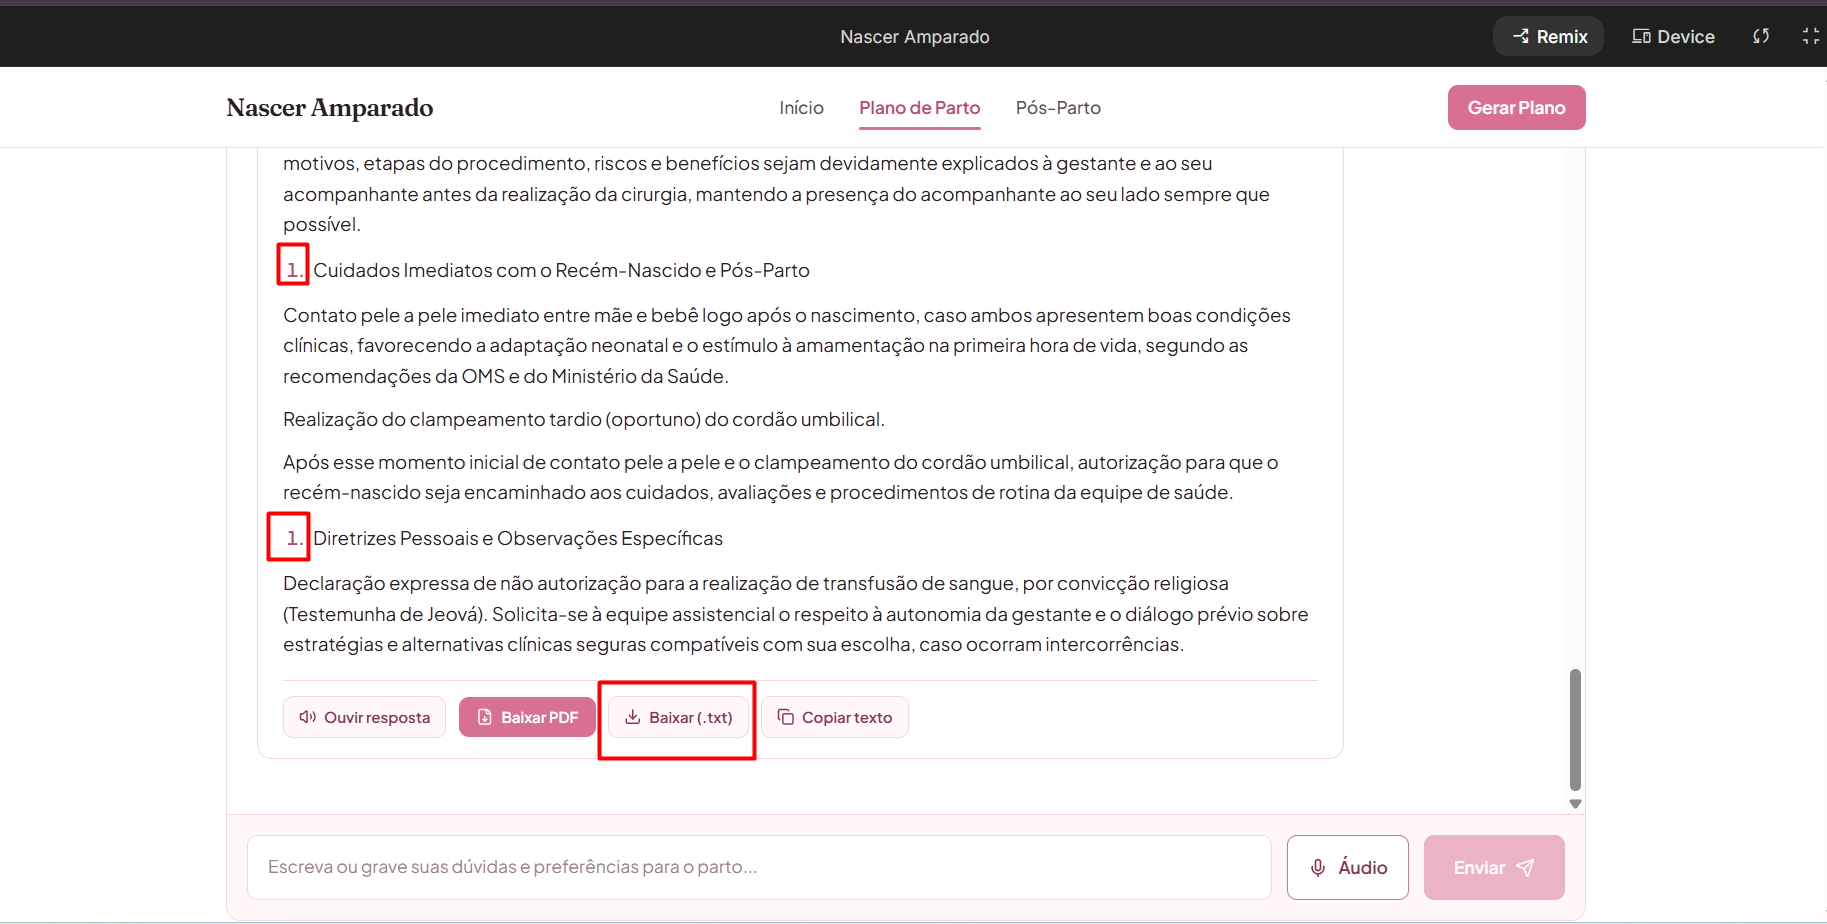 Nascer Amparado
Remix
Device
Nascer Amparado
Início
Plano de Parto
Pós-Parto
Gerar Plano
motivos, etapas do procedimento, riscos e benefícios sejam devidamente explicados à gestante e ao seu
acompanhante antes da realização da cirurgia, mantendo a presença do acompanhante ao seu lado sempre que
possível.
1. Cuidados Imediatos com o Recém-Nascido e Pós-Parto
Contato pele a pele imediato entre mãe e bebê logo após o nascimento, caso ambos apresentem boas condições
clínicas, favorecendo a adaptação neonatal e o estímulo à amamentação na primeira hora de vida, segundo as
recomendações da OMS e do Ministério da Saúde.
Realização do clampeamento tardio (oportuno) do cordão umbilical.
Após esse momento inicial de contato pele a pele e o clampeamento do cordão umbilical, autorização para que o
recém-nascido seja encaminhado aos cuidados, avaliações e procedimentos de rotina da equipe de saúde.
1. Diretrizes Pessoais e Observações Específicas
Declaração expressa de não autorização para a realização de transfusão de sangue, por convicção religiosa
(Testemunha de Jeová). Solicita-se à equipe assistencial o respeito à autonomia da gestante e o diálogo prévio sobre
estratégias e alternativas clínicas seguras compatíveis com sua escolha, caso ocorram intercorrências.
Ouvir resposta
Baixar PDF
Baixar (.txt)
Copiar texto
Escreva ou grave suas dúvidas e preferências para o parto...
Áudio
Enviar